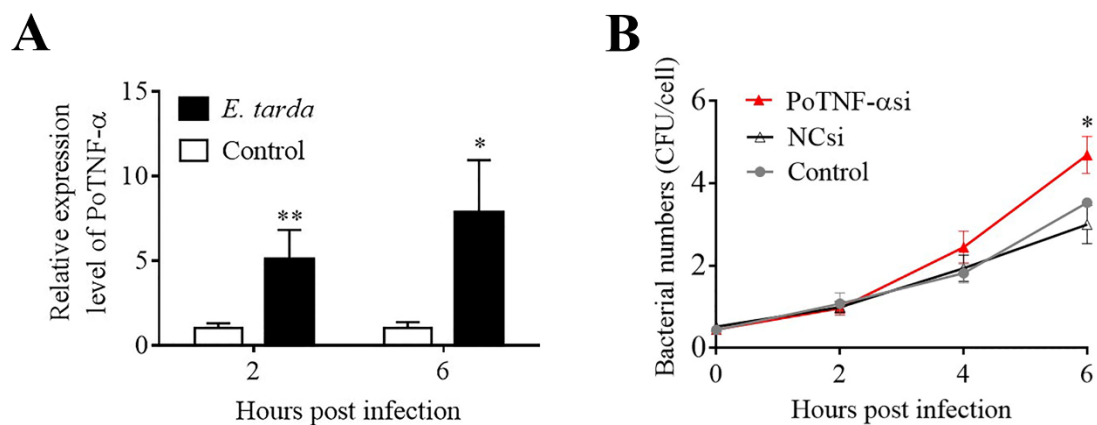 A
Relative expression
level of PoTNF-α
15
10
5
0
E. tarda
Control
**
*
2
6
Hours post infection
B
Bacterial numbers (CFU/cell)
6
4
2
0
PoTNF-αsi
NCsi
Control
*
0
2
4
6
Hours post infection